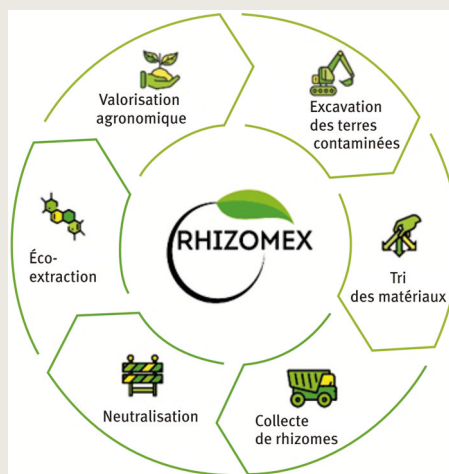 Valorisation
agronomique
Excavation
des terres
contaminées
RHIZOMEX
Éco-
extraction
Tri
des matériaux
Neutralisation
Collecte
de rhizomes